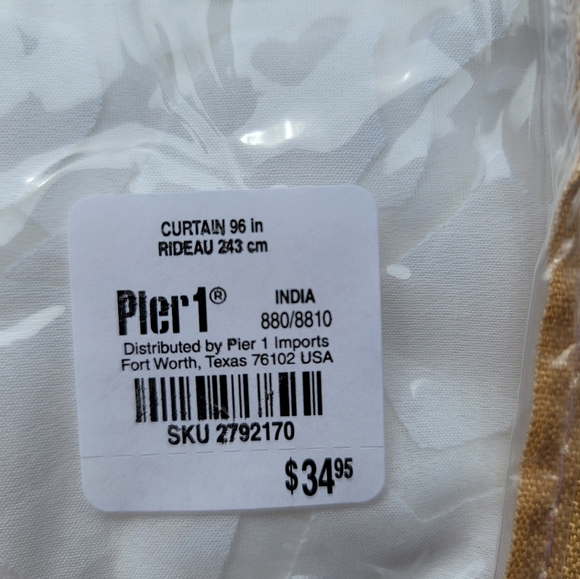 CURTAIN 96 in
RIDEAU 243 cm
Pier1®
INDIA
880/8810
Distributed by Pier 1 Imports
Fort Worth, Texas 76102 USA
SKU 2792170
$34.95